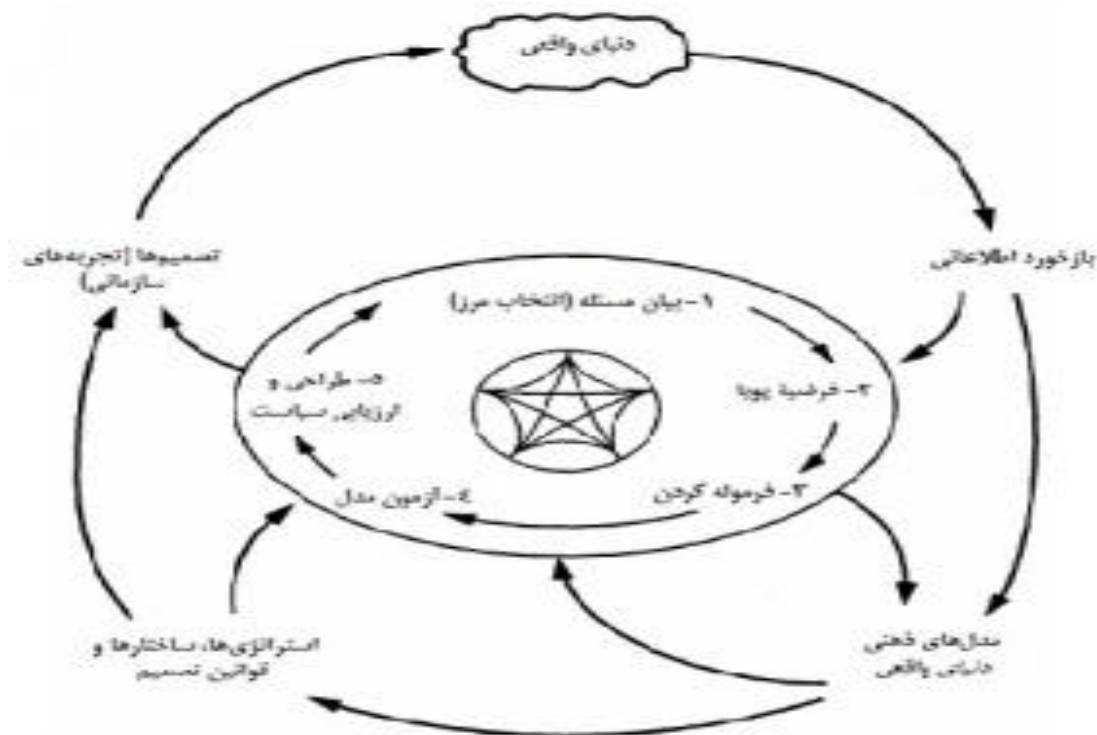 دنیای واقعی
بازخورد اطلاعاتی
تصمیم‌ها (تجربه‌های
سازمانی)
۱- بیان مسئله (انتخاب مرز)
۲- فرضیهٔ پویا
۳- فرموله کردن
٤- آزمون مدل
۵- طراحی و
ارزیابی سیاست
مدل‌های ذهنی
دنیای واقعی
استراتژی‌ها، ساختارها و
قوانین تصمیم